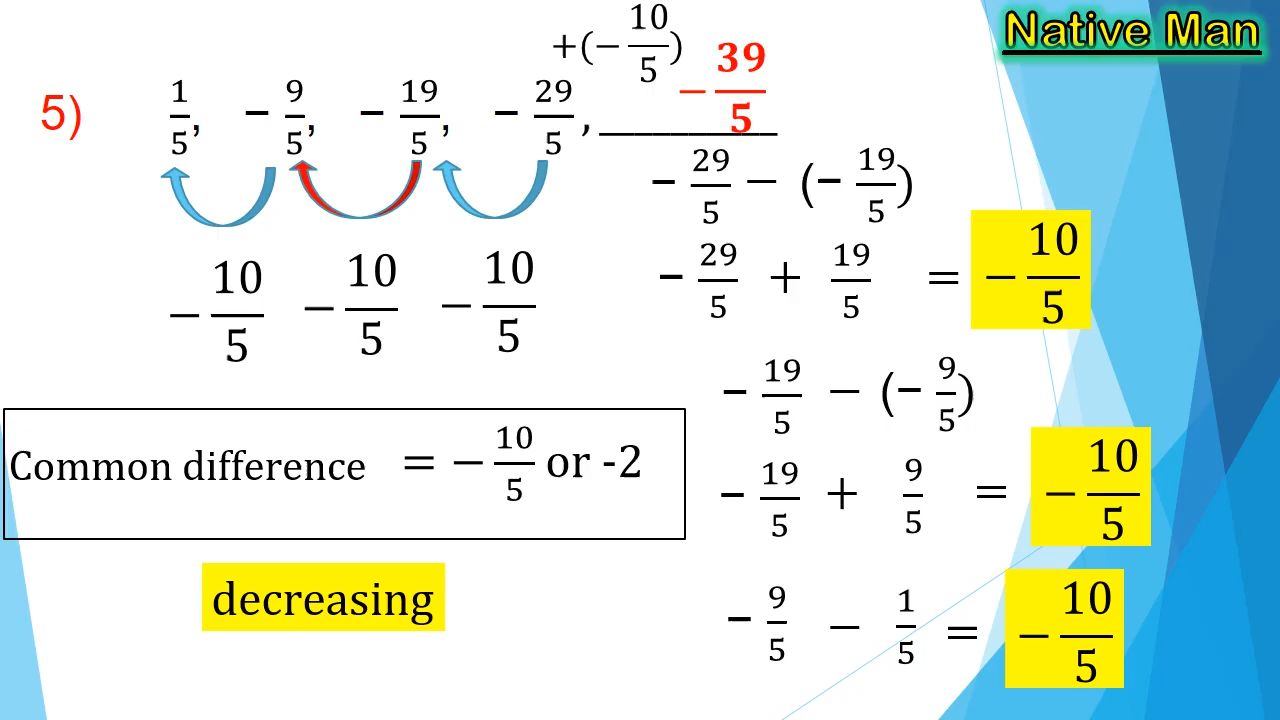 Native Man
+(− 10/5)
5) 1/5, - 9/5, - 19/5, - 29/5, __________ − 39/5
- 29/5 − (- 19/5)
- 29/5 + 19/5 = − 10/5
− 10/5 − 10/5 − 10/5
- 19/5 − (- 9/5)
Common difference = − 10/5 or -2
- 19/5 + 9/5 = − 10/5
decreasing
- 9/5 − 1/5 = − 10/5